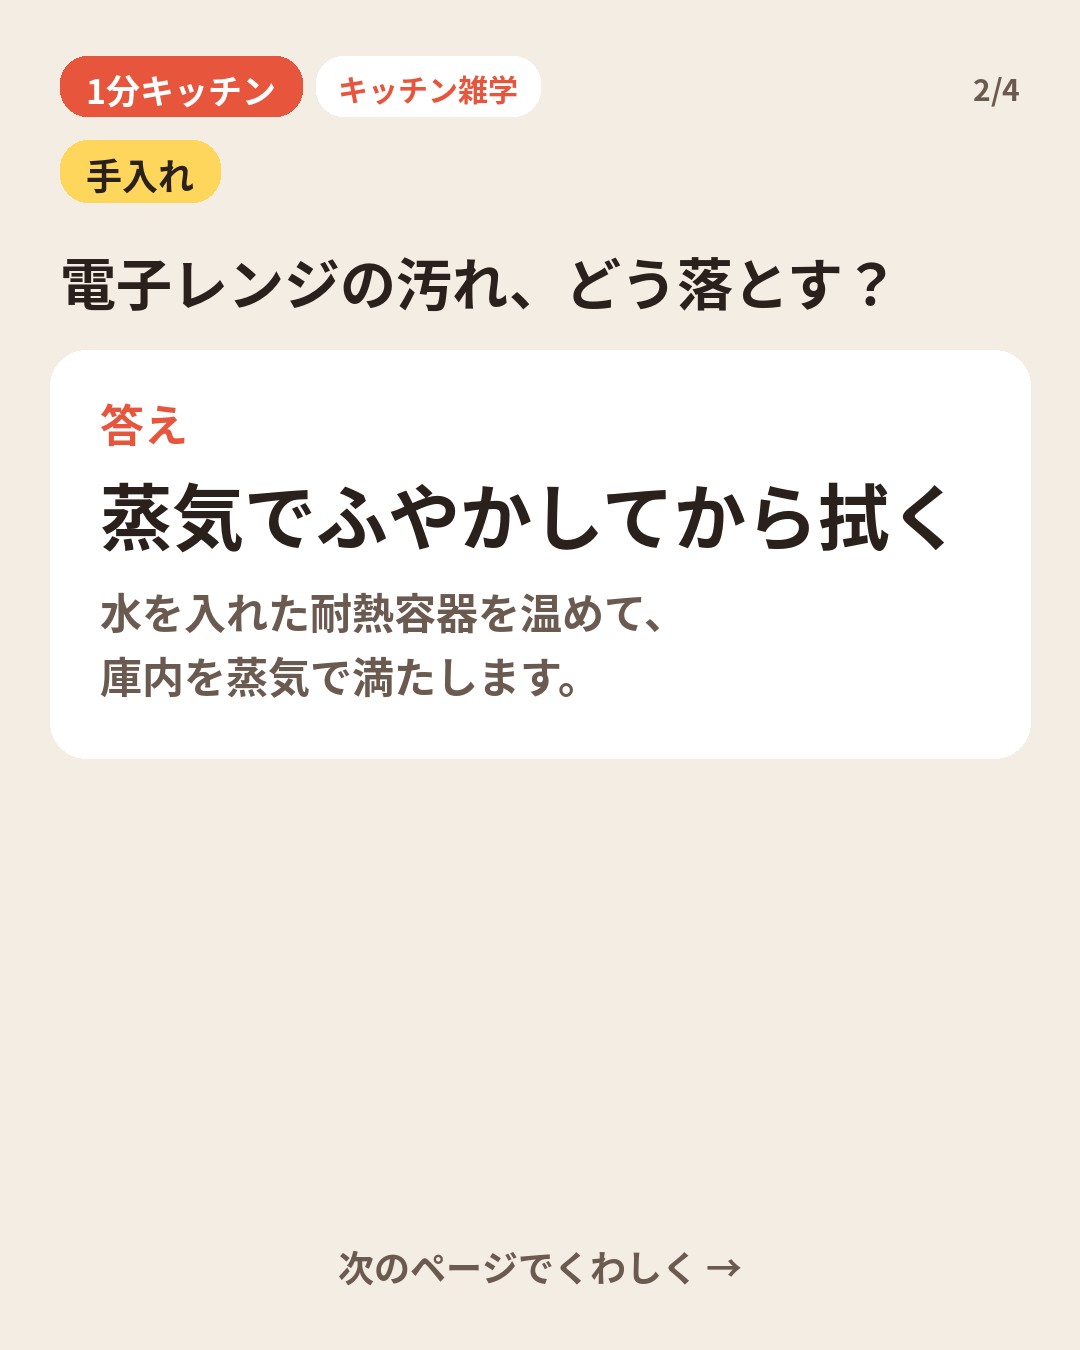 1分キッチン
キッチン雑学
2/4
手入れ
電子レンジの汚れ、どう落とす？
答え
蒸気でふやかしてから拭く
水を入れた耐熱容器を温めて、
庫内を蒸気で満たします。
次のページでくわしく →